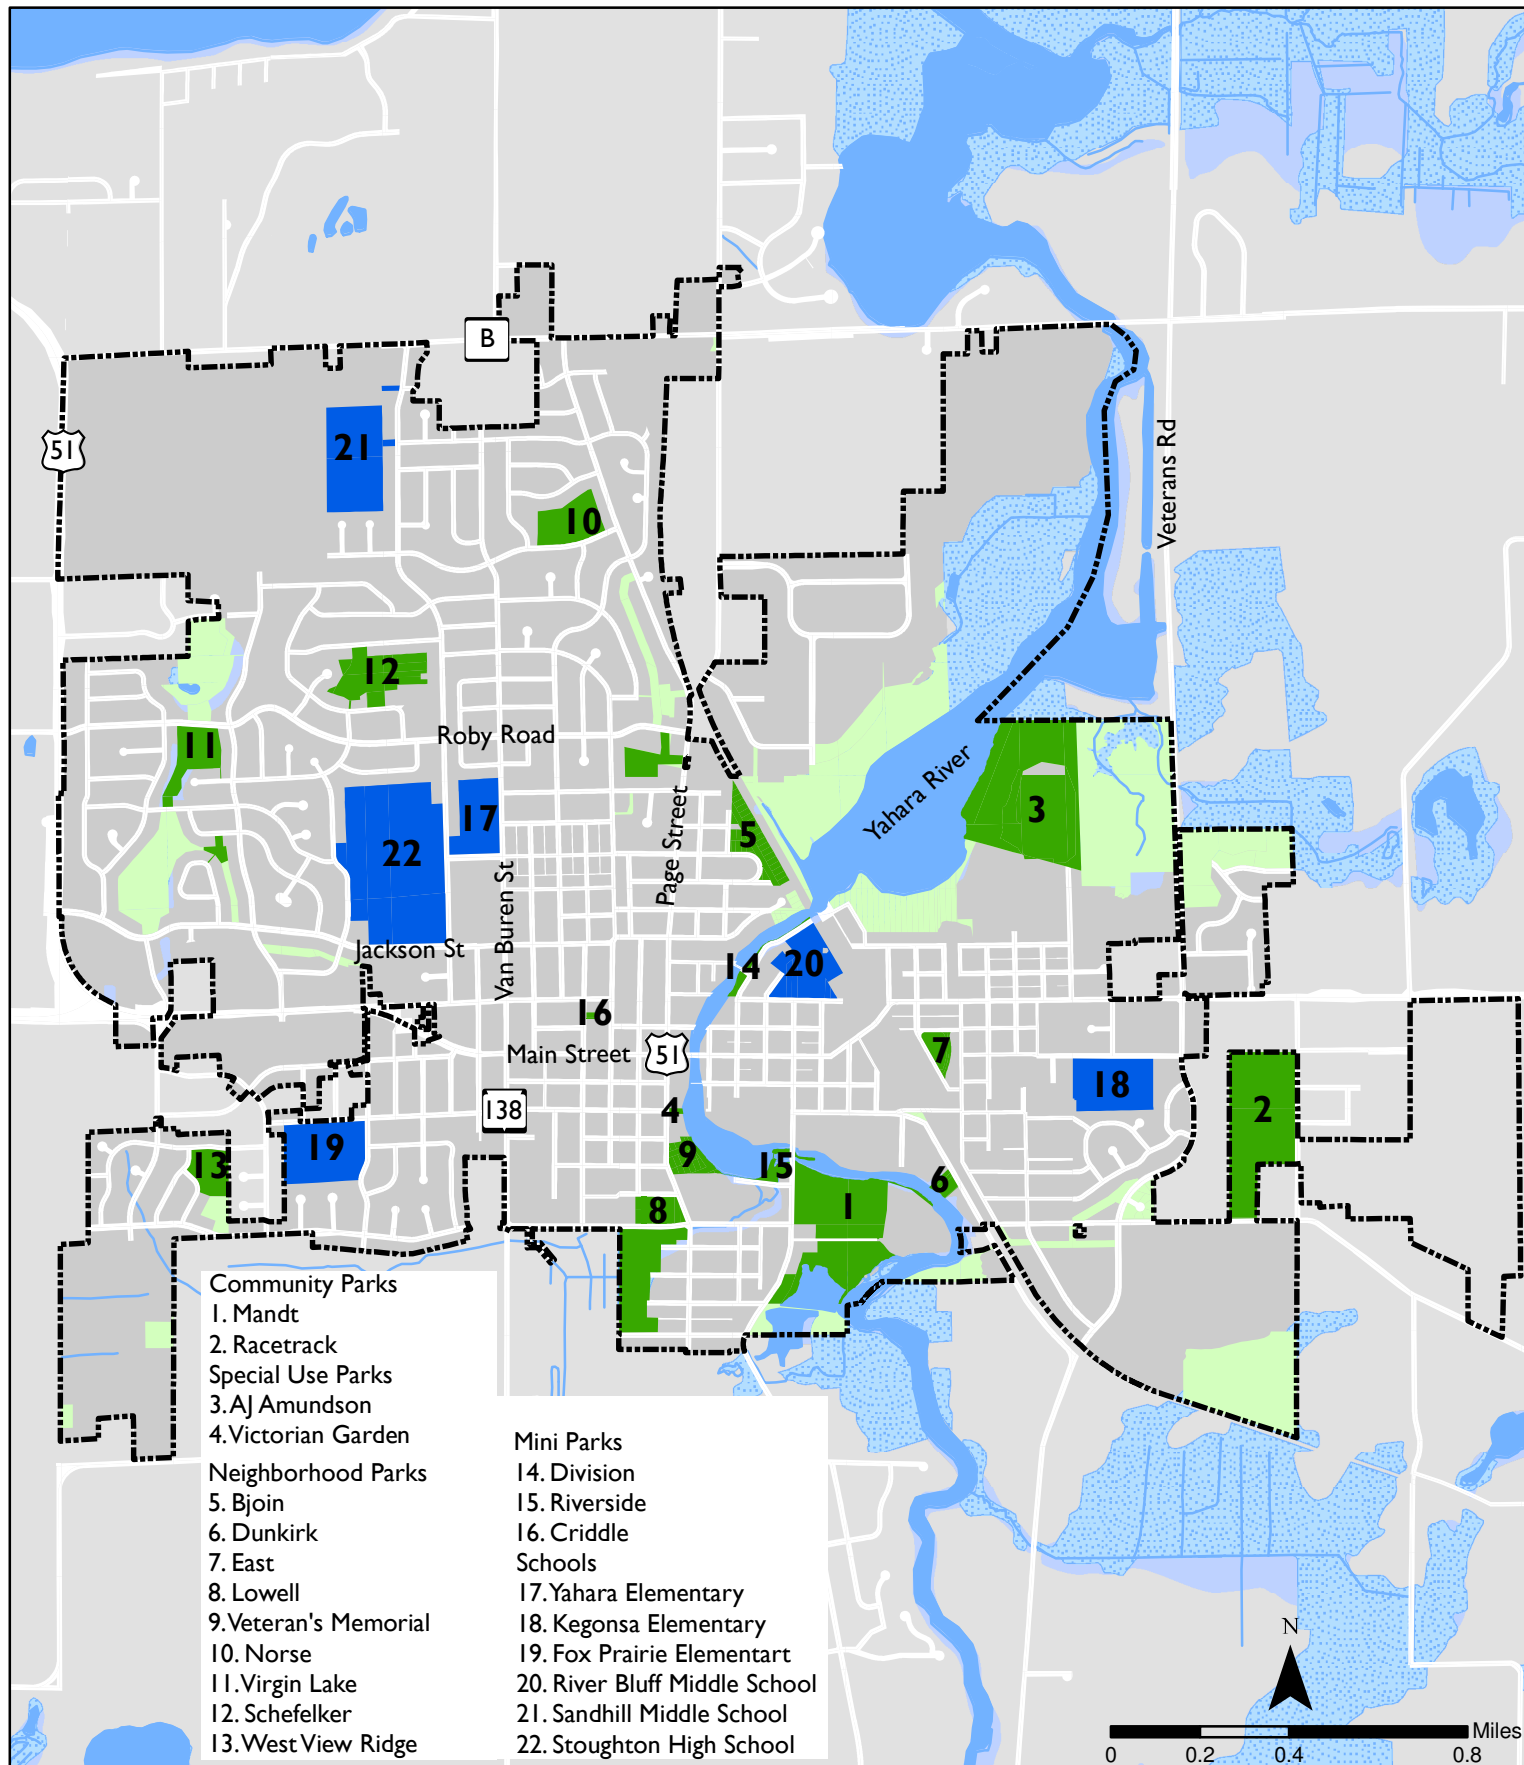 B
51
21
10
Veterans Rd
12
Roby Road
11
Yahara River
3
17
5
22
Page Street
Van Buren St
Jackson St
14
20
16
Main Street
51
7
18
2
4
138
19
9
13
15
6
1
8
Community Parks
1. Mandt
2. Racetrack
Special Use Parks
3. AJ Amundson
4. Victorian Garden
Neighborhood Parks
5. Bjoin
6. Dunkirk
7. East
8. Lowell
9. Veteran's Memorial
10. Norse
11. Virgin Lake
12. Schefelker
13. West View Ridge
Mini Parks
14. Division
15. Riverside
16. Criddle
Schools
17. Yahara Elementary
18. Kegonsa Elementary
19. Fox Prairie Elementart
20. River Bluff Middle School
21. Sandhill Middle School
22. Stoughton High School
N
Miles
0 0.2 0.4 0.8